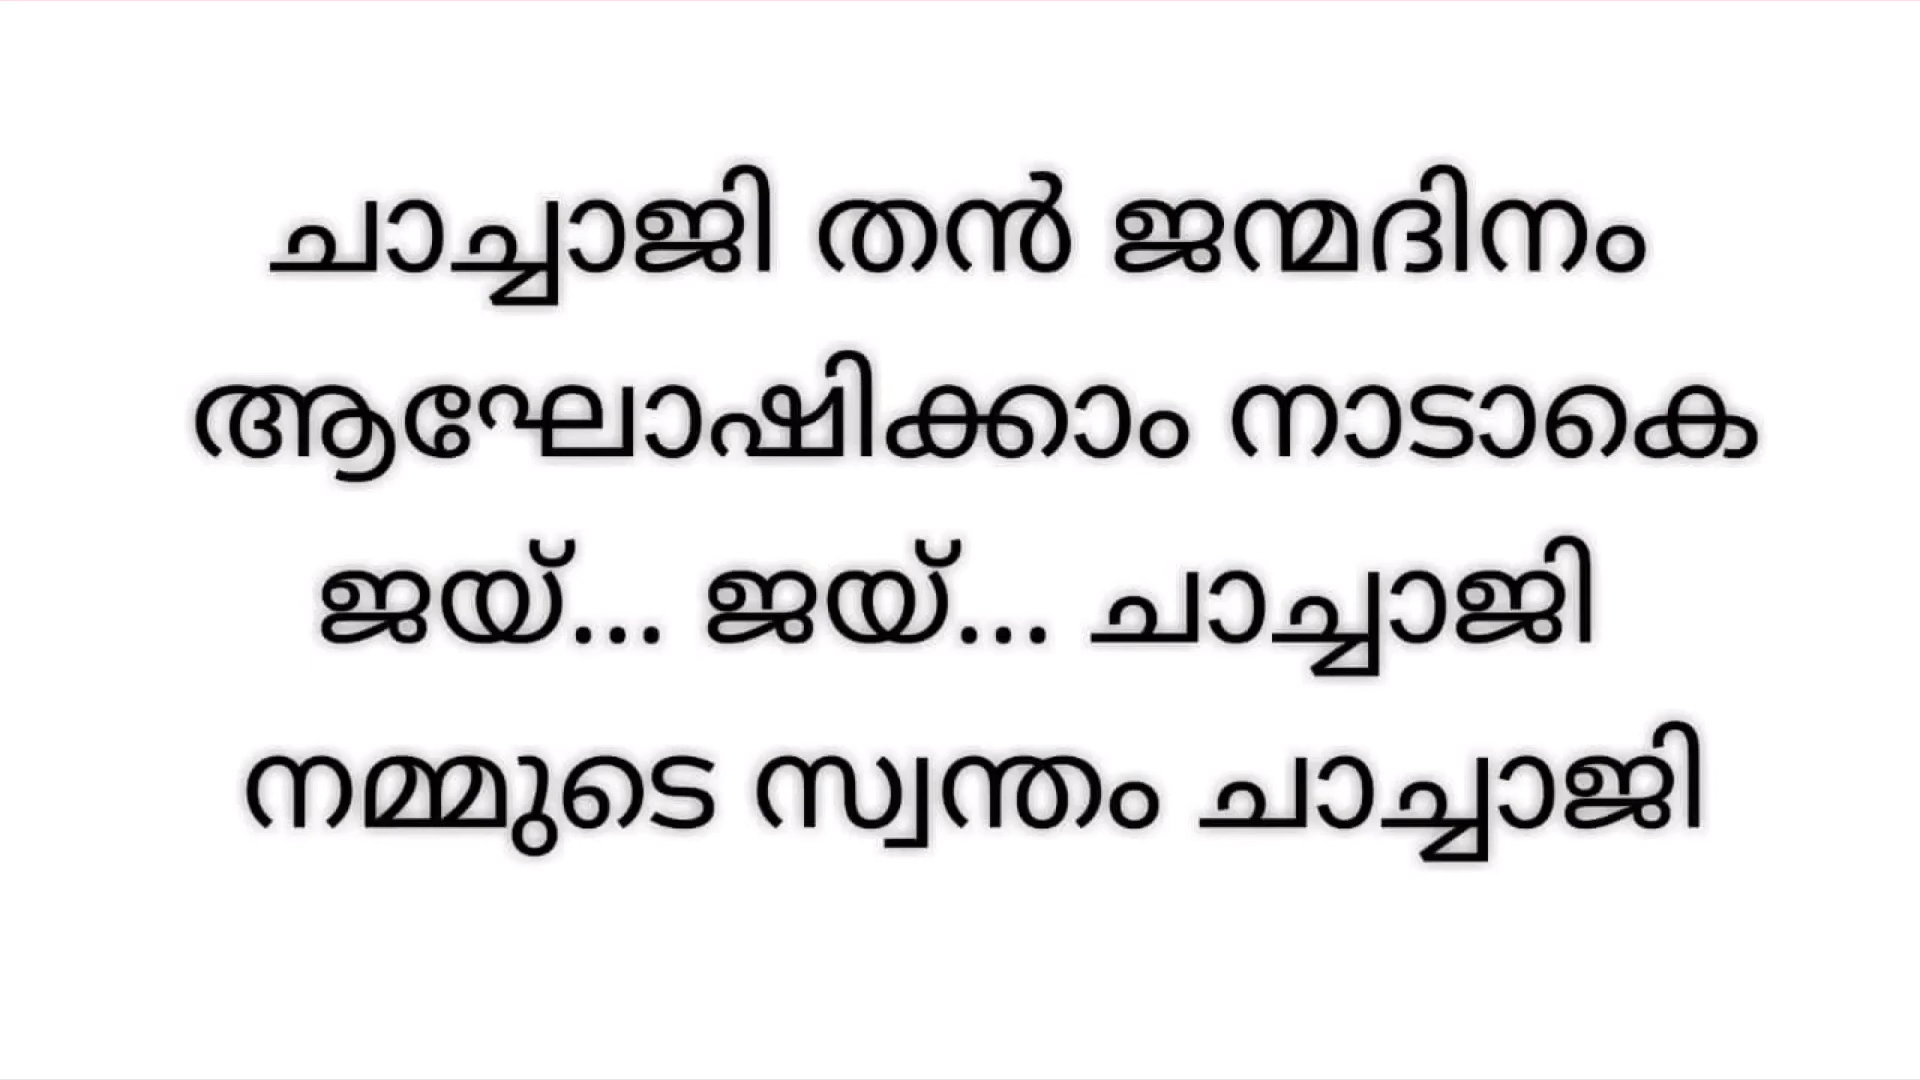 ചാച്ചാജി തൻ ജന്മദിനം
ആഘോഷിക്കാം നാടാകെ
ജയ്... ജയ്... ചാച്ചാജി
നമ്മുടെ സ്വന്തം ചാച്ചാജി